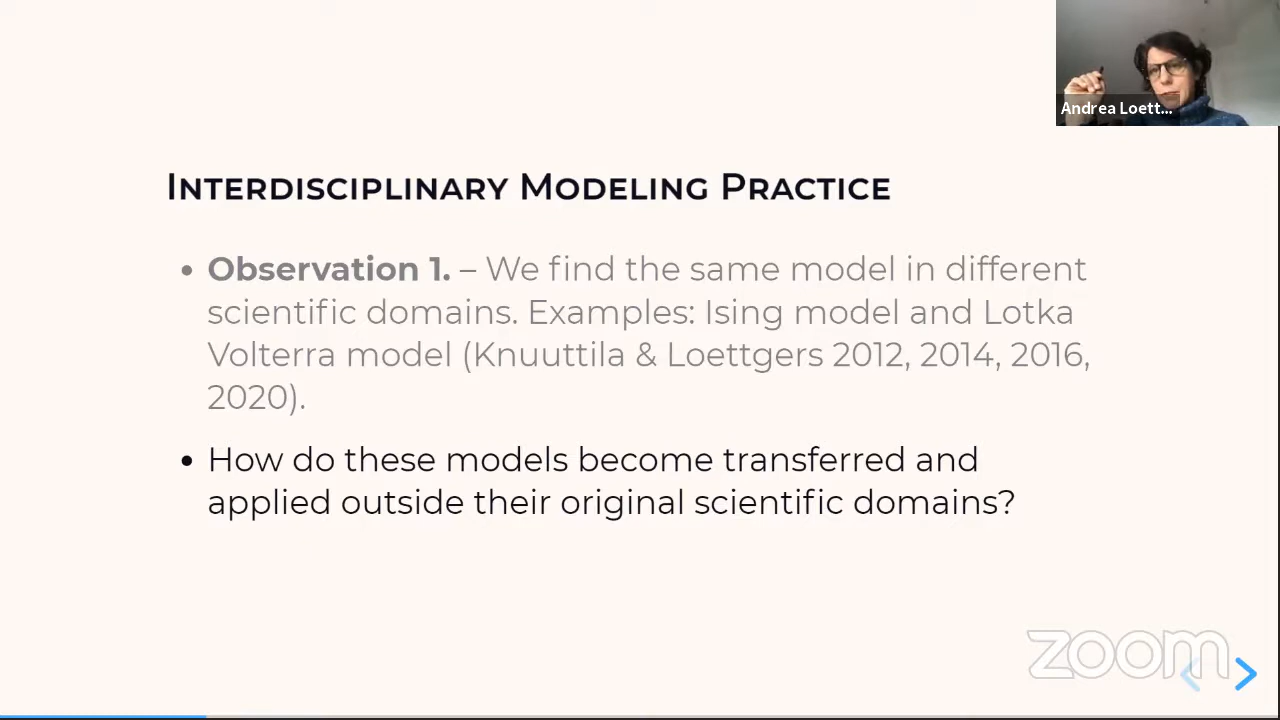 Andrea Loett...
Interdisciplinary Modeling Practice
• Observation 1. – We find the same model in different
scientific domains. Examples: Ising model and Lotka
Volterra model (Knuuttila & Loettgers 2012, 2014, 2016,
2020).
• How do these models become transferred and
applied outside their original scientific domains?
zoom